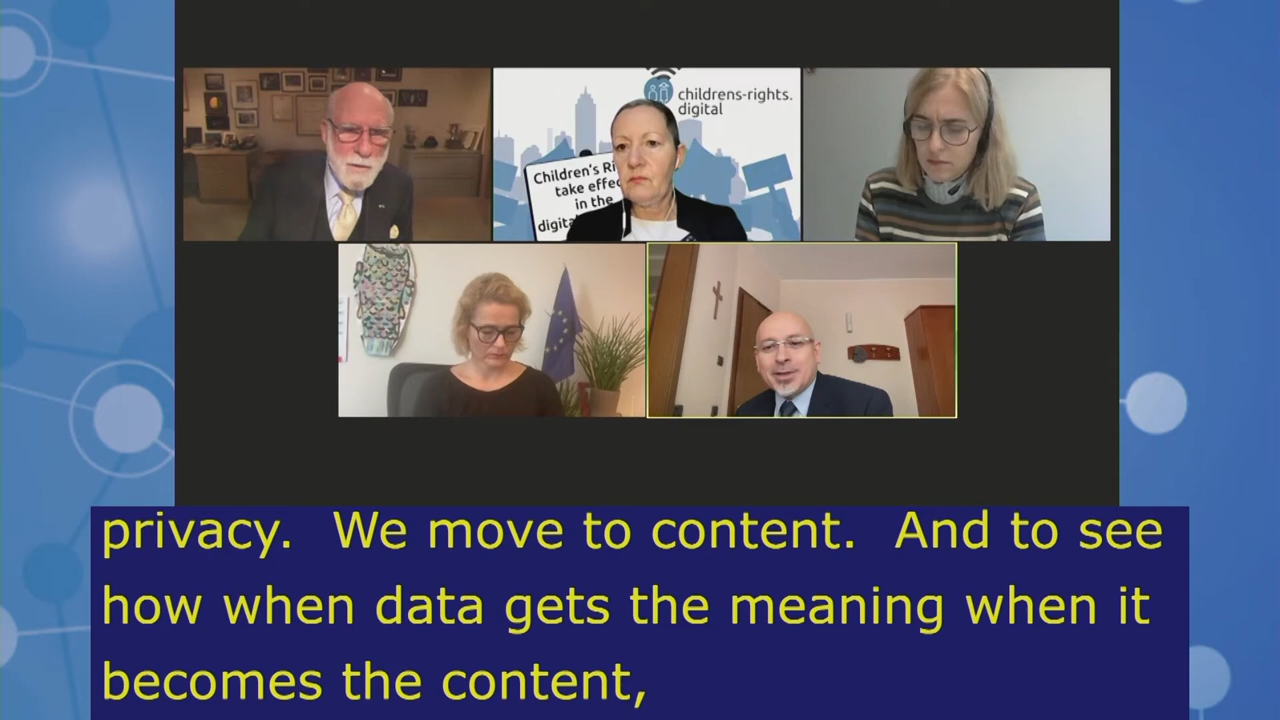 childrens-rights.
digital
Children's Ri
take effec
in the
digita
privacy.  We move to content.  And to see
how when data gets the meaning when it
becomes the content,